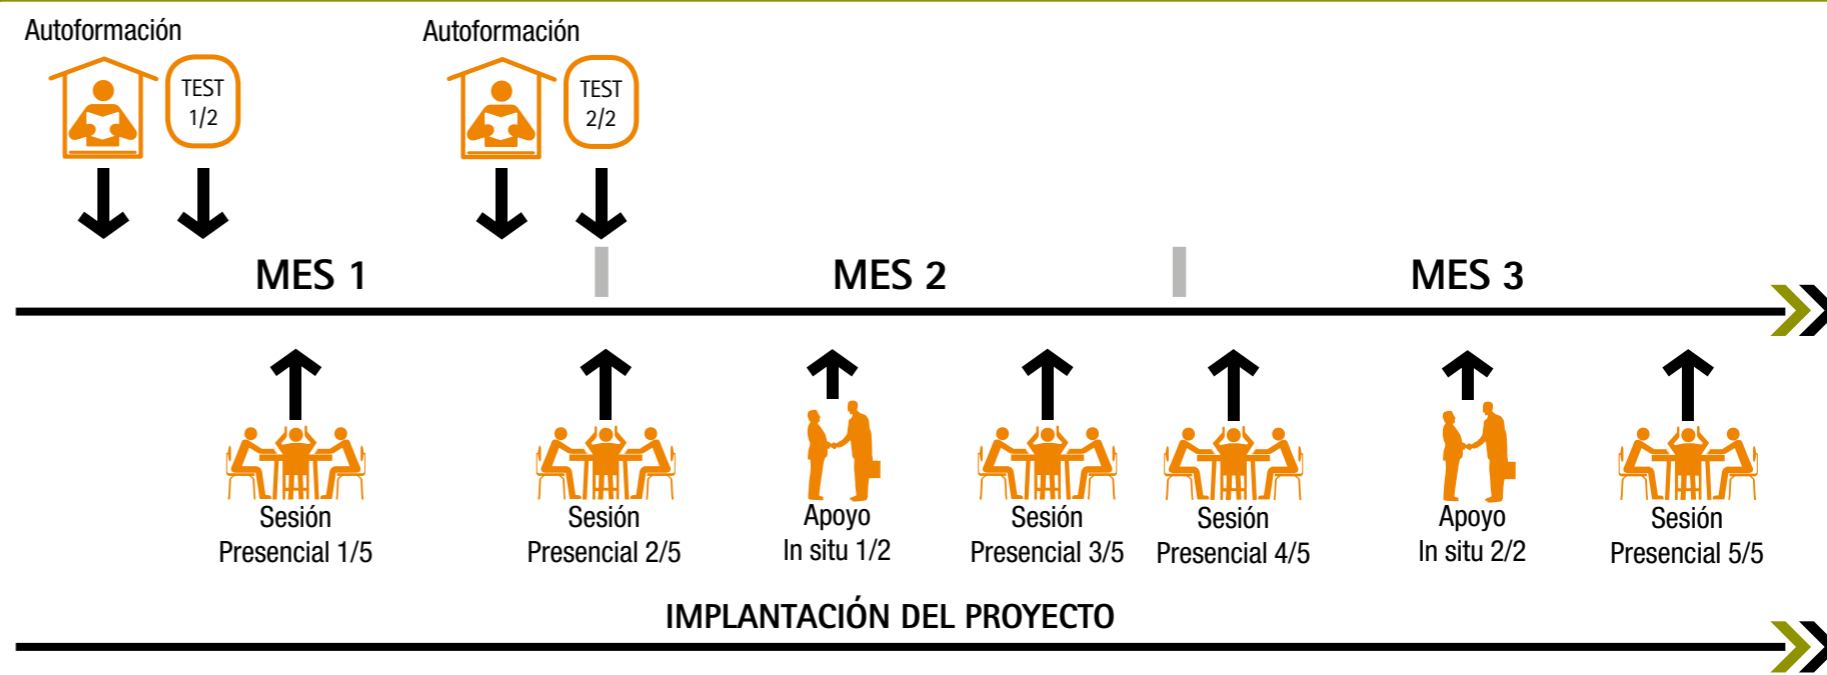 Autoformación
TEST
1/2
Autoformación
TEST
2/2
MES 1
MES 2
MES 3
Sesión
Presencial 1/5
Sesión
Presencial 2/5
Apoyo
In situ 1/2
Sesión
Presencial 3/5
Sesión
Presencial 4/5
Apoyo
In situ 2/2
Sesión
Presencial 5/5
IMPLANTACIÓN DEL PROYECTO